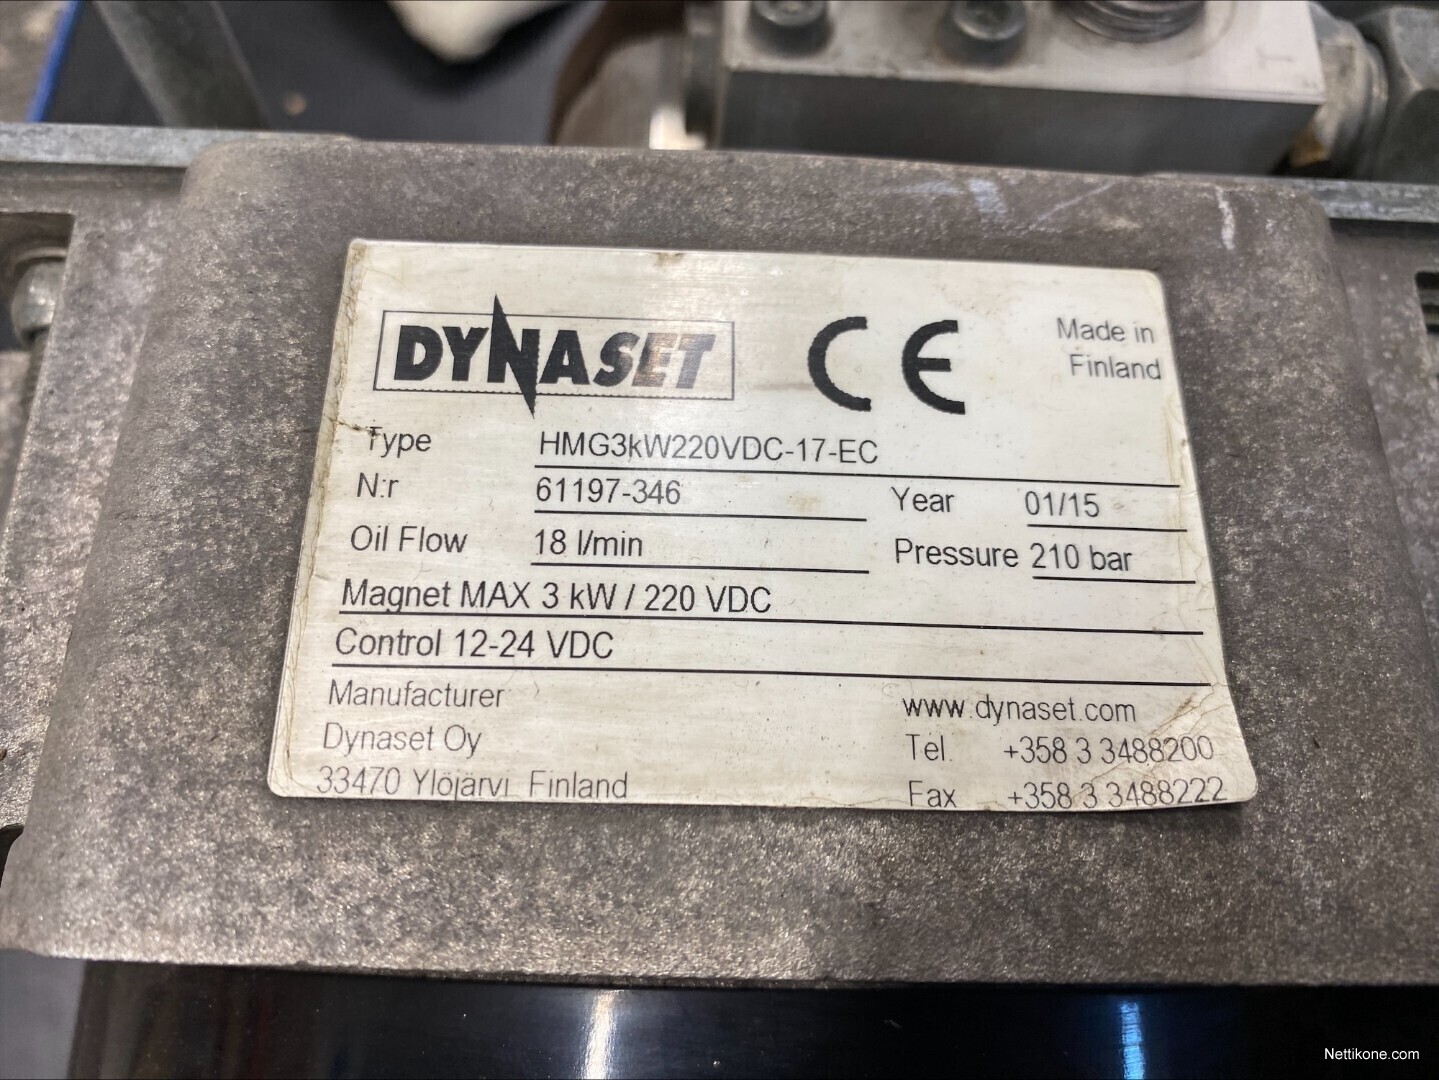 DYNASET CE Made in
Finland
Type HMG3kW220VDC-17-EC
N:r 61197-346 Year 01/15
Oil Flow 18 l/min Pressure 210 bar
Magnet MAX 3 kW / 220 VDC
Control 12-24 VDC
Manufacturer www.dynaset.com
Dynaset Oy Tel. +358 3 3488200
33470 Ylöjärvi Finland Fax +358 3 3488222
Nettikone.com